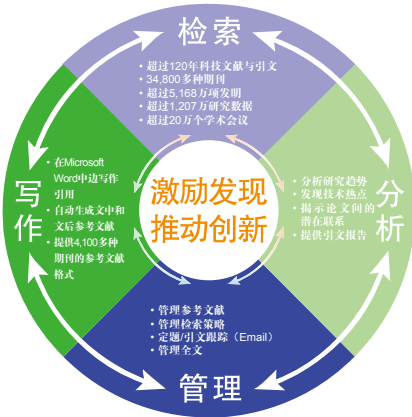 检索
• 超过120年科技文献与引文
• 34,800多种期刊
• 超过5,168万项发明
• 超过1,207万研究数据
• 超过20万个学术会议
写作
• 在Microsoft
Word中边写作
引用
• 自动生成文中和
文后参考文献
• 提供4,100多种
期刊的参考文献
格式
激励发现
推动创新
分析
• 分析研究趋势
• 发现技术热点
• 揭示论文间的
潜在联系
• 提供引文报告
• 管理参考文献
• 管理检索策略
• 定题/引文跟踪（Email）
• 管理全文
管理